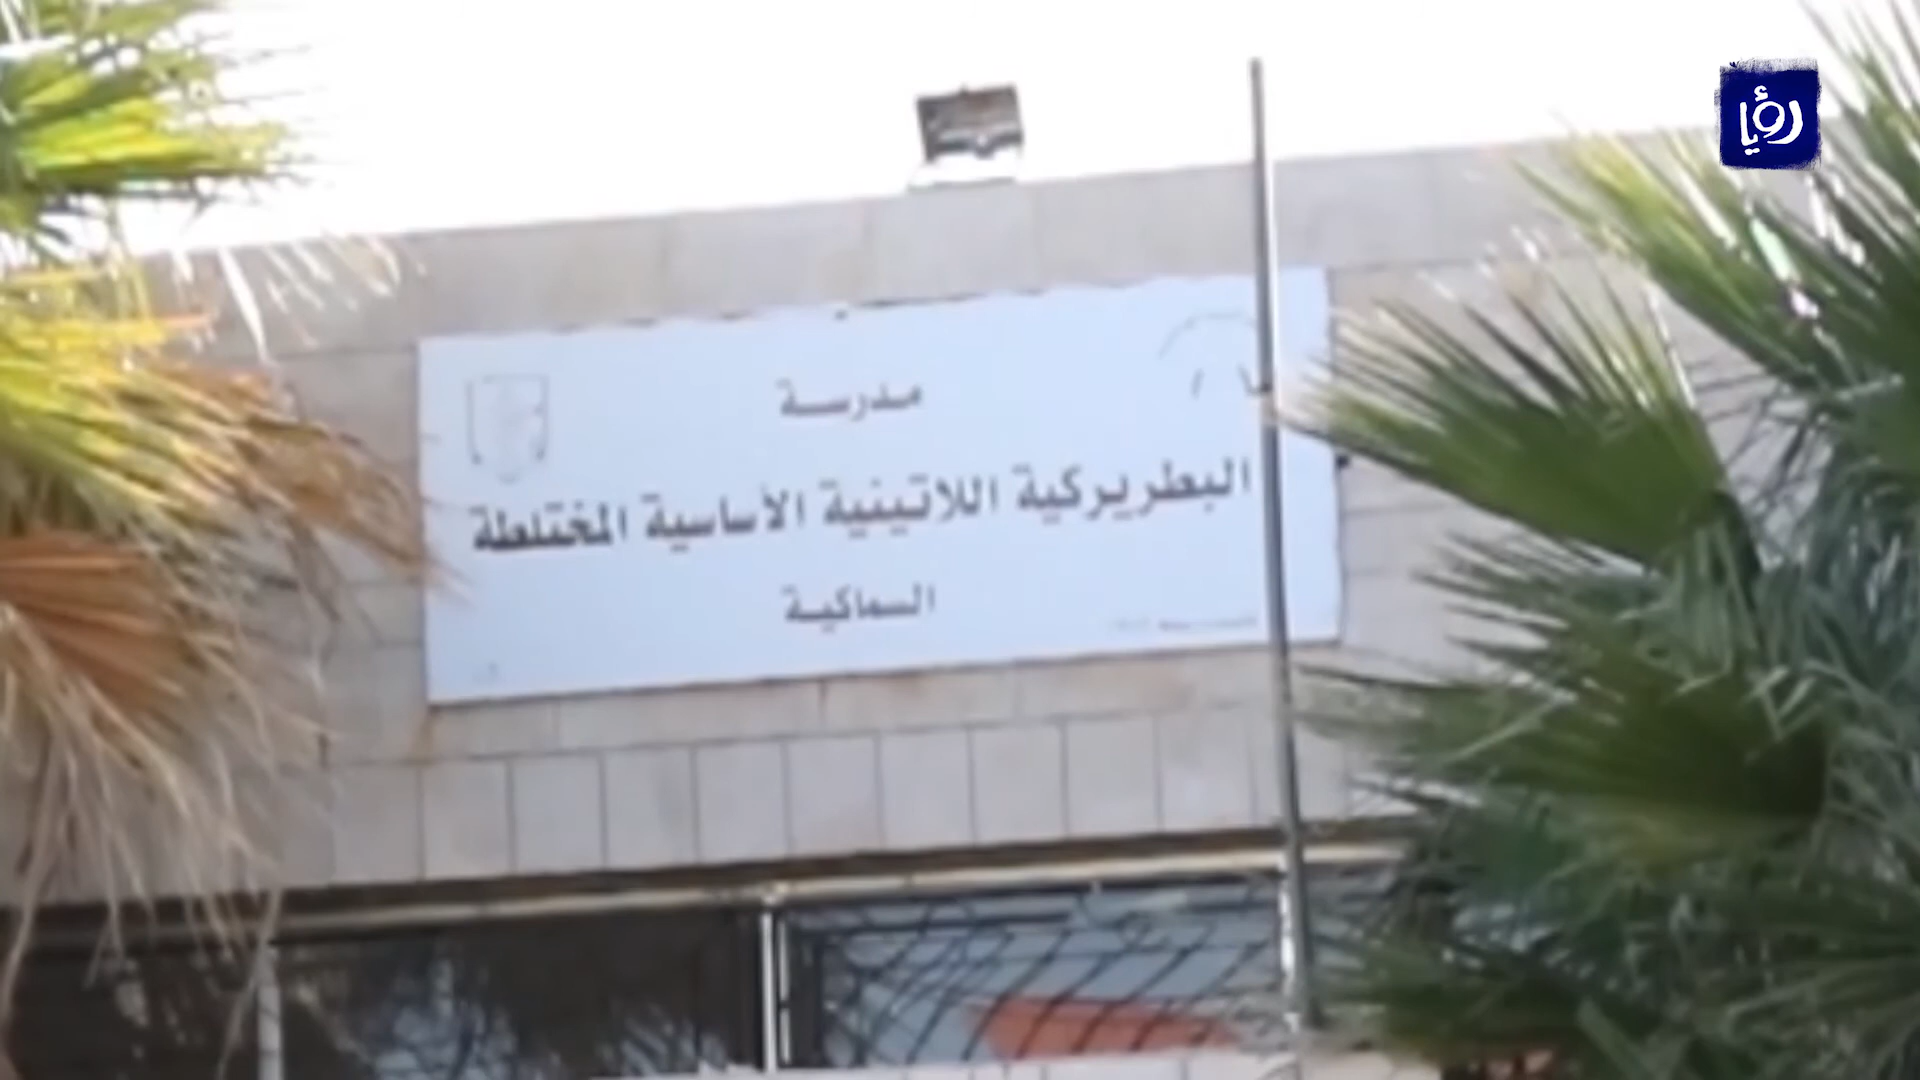 رؤيا
مدرسة
البطريركية اللاتينية الأساسية المختلطة
السماكية